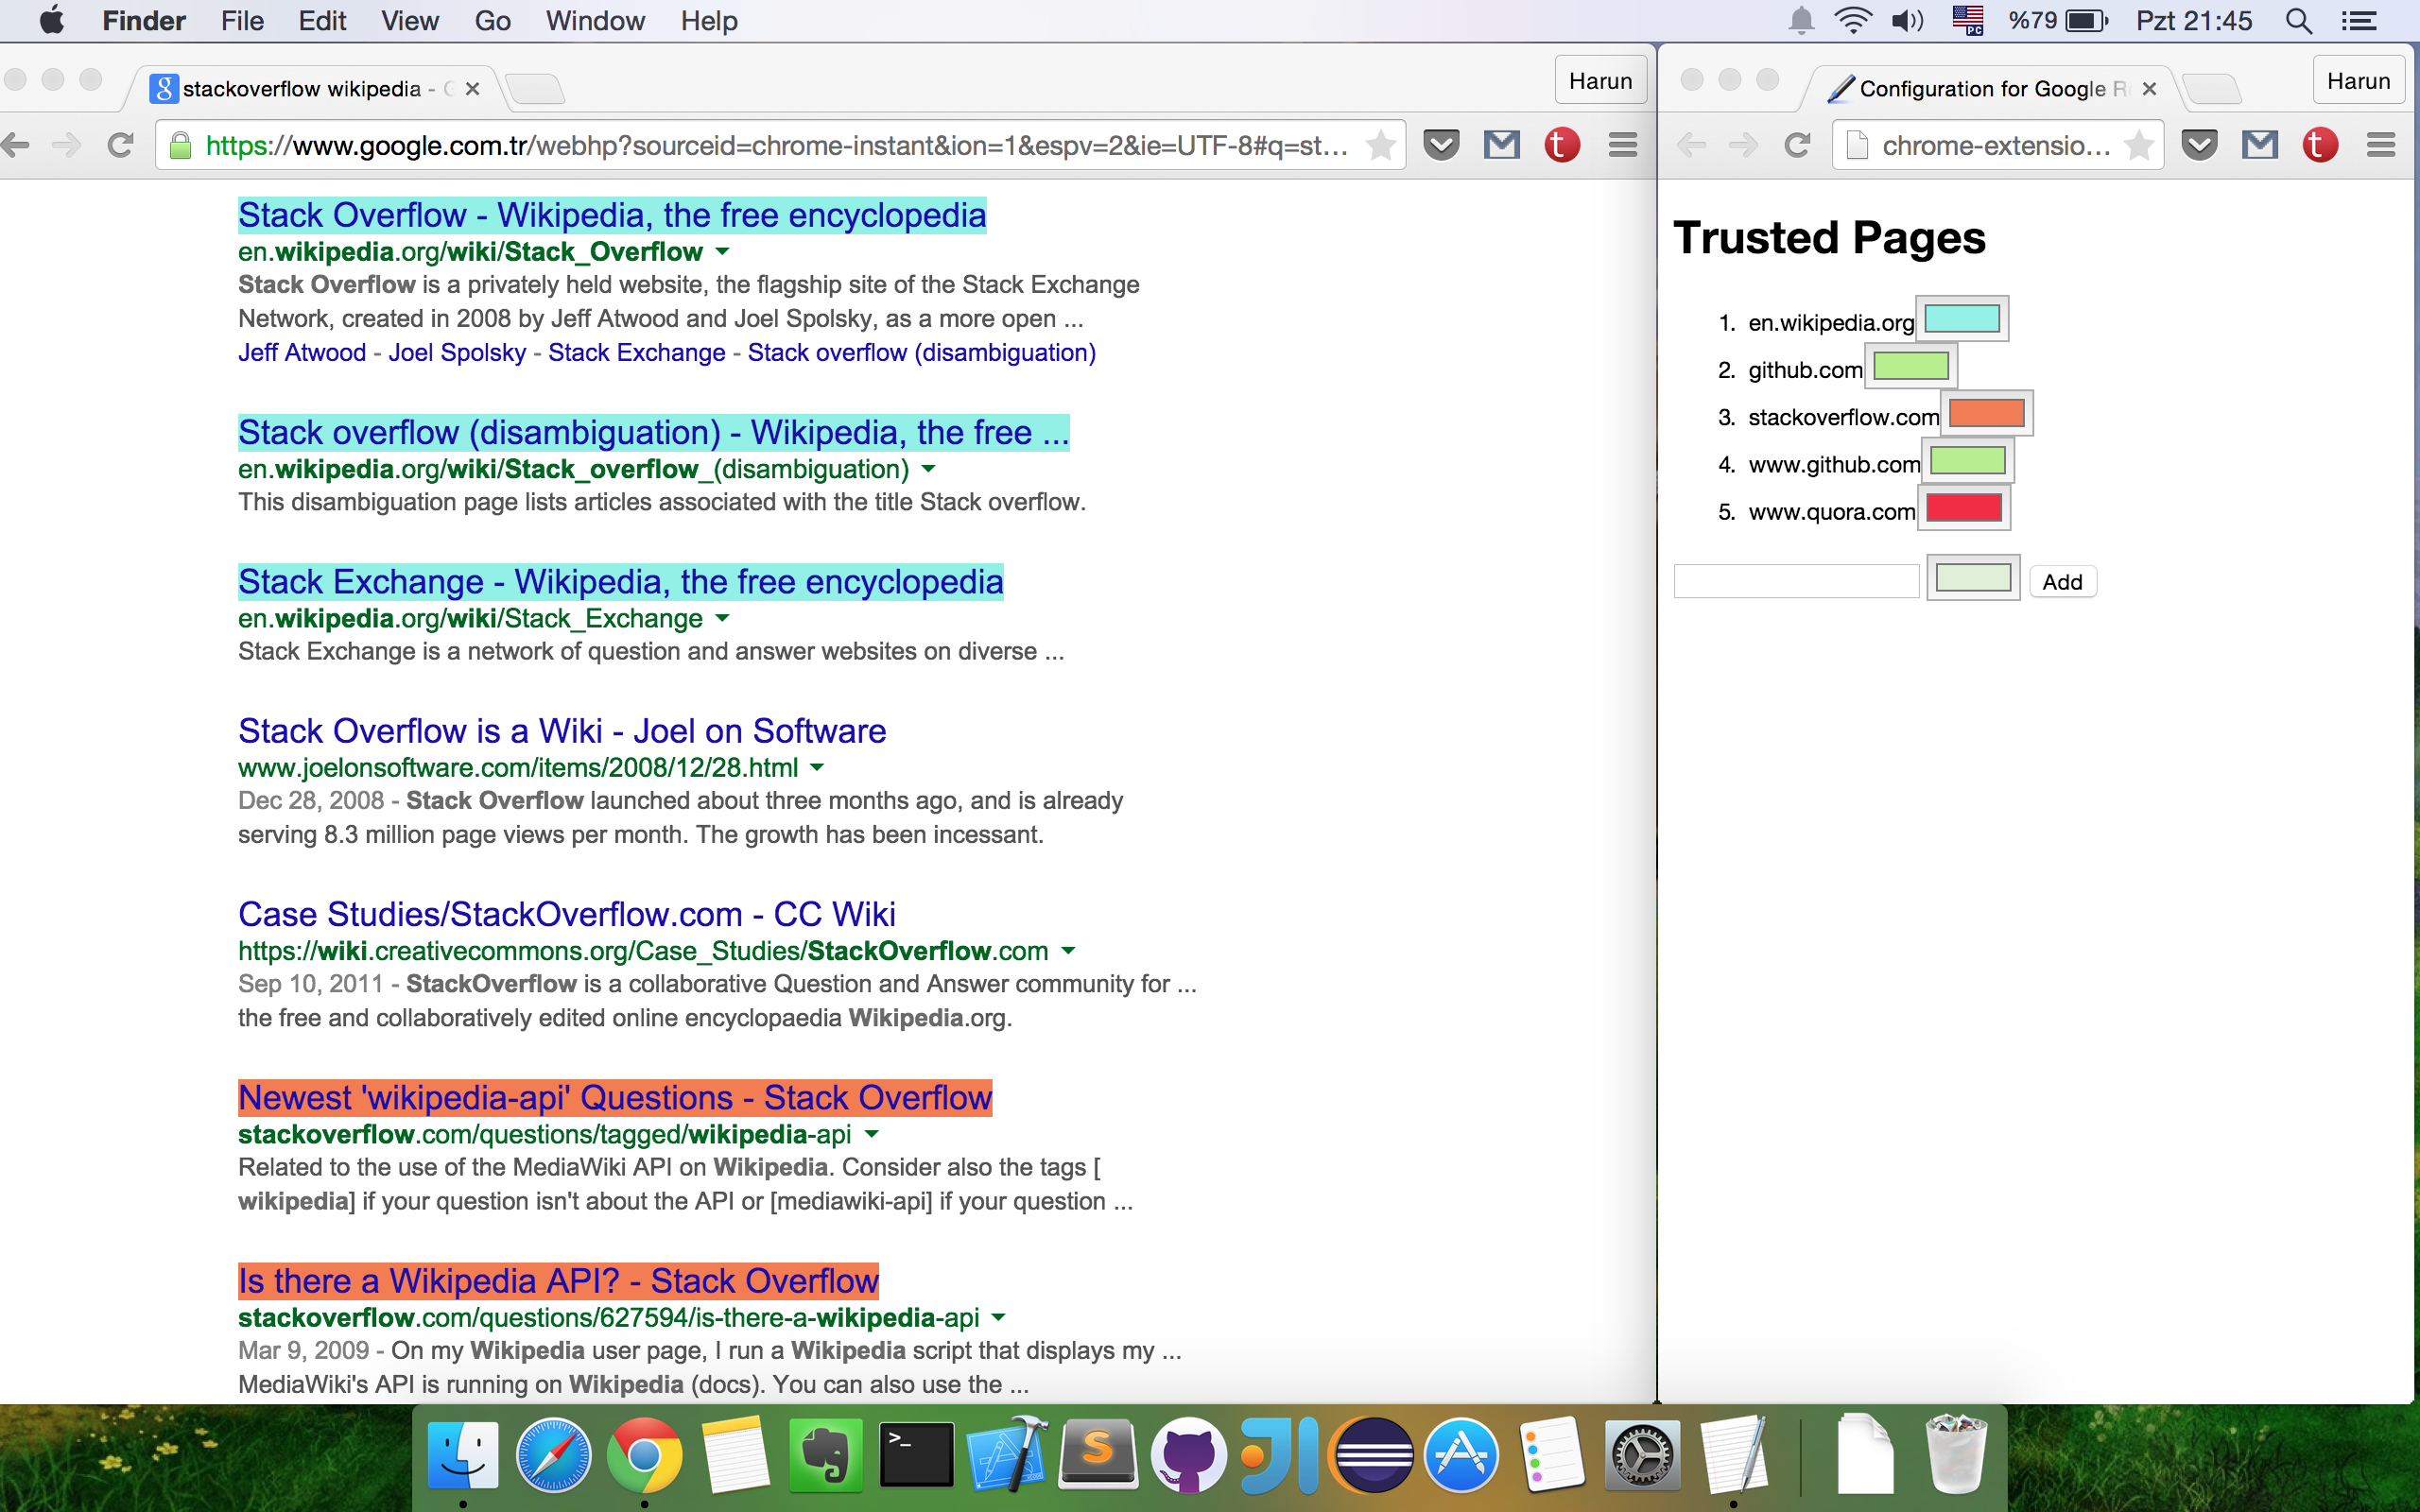 Finder File Edit View Go Window Help %79 Pzt 21:45
stackoverflow wikipedia - G
Harun
https://www.google.com.tr/webhp?sourceid=chrome-instant&ion=1&espv=2&ie=UTF-8#q=st...
Stack Overflow - Wikipedia, the free encyclopedia
en.wikipedia.org/wiki/Stack_Overflow
Stack Overflow is a privately held website, the flagship site of the Stack Exchange
Network, created in 2008 by Jeff Atwood and Joel Spolsky, as a more open ...
Jeff Atwood - Joel Spolsky - Stack Exchange - Stack overflow (disambiguation)
Stack overflow (disambiguation) - Wikipedia, the free ...
en.wikipedia.org/wiki/Stack_overflow_(disambiguation)
This disambiguation page lists articles associated with the title Stack overflow.
Stack Exchange - Wikipedia, the free encyclopedia
en.wikipedia.org/wiki/Stack_Exchange
Stack Exchange is a network of question and answer websites on diverse ...
Stack Overflow is a Wiki - Joel on Software
www.joelonsoftware.com/items/2008/12/28.html
Dec 28, 2008 - Stack Overflow launched about three months ago, and is already
serving 8.3 million page views per month. The growth has been incessant.
Case Studies/StackOverflow.com - CC Wiki
https://wiki.creativecommons.org/Case_Studies/StackOverflow.com
Sep 10, 2011 - StackOverflow is a collaborative Question and Answer community for ...
the free and collaboratively edited online encyclopaedia Wikipedia.org.
Newest 'wikipedia-api' Questions - Stack Overflow
stackoverflow.com/questions/tagged/wikipedia-api
Related to the use of the MediaWiki API on Wikipedia. Consider also the tags [
wikipedia] if your question isn't about the API or [mediawiki-api] if your question ...
Is there a Wikipedia API? - Stack Overflow
stackoverflow.com/questions/627594/is-there-a-wikipedia-api
Mar 9, 2009 - On my Wikipedia user page, I run a Wikipedia script that displays my ...
MediaWiki's API is running on Wikipedia (docs). You can also use the ...
Configuration for Google R
Harun
chrome-extensio...
Trusted Pages
1. en.wikipedia.org
2. github.com
3. stackoverflow.com
4. www.github.com
5. www.quora.com
Add